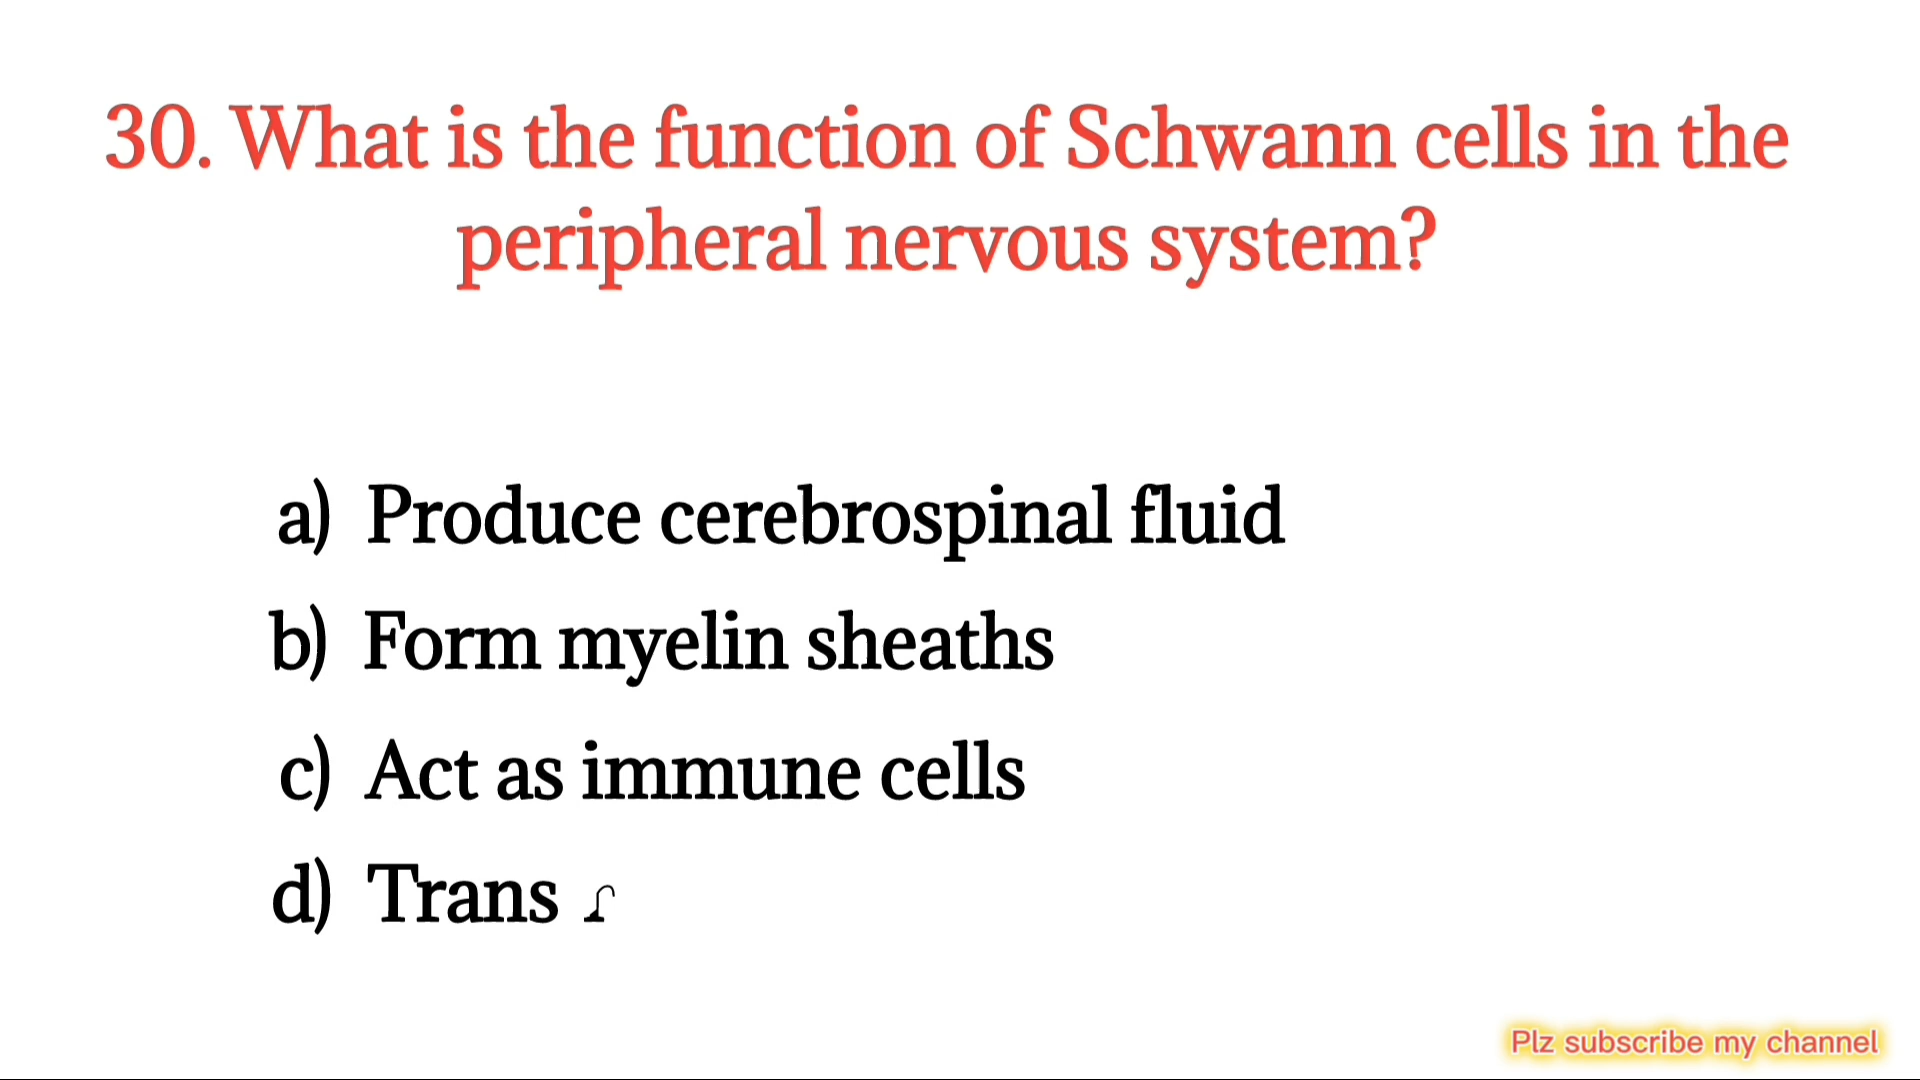 30. What is the function of Schwann cells in the
peripheral nervous system?
a) Produce cerebrospinal fluid
b) Form myelin sheaths
c) Act as immune cells
d) Trans
Plz subscribe my channel